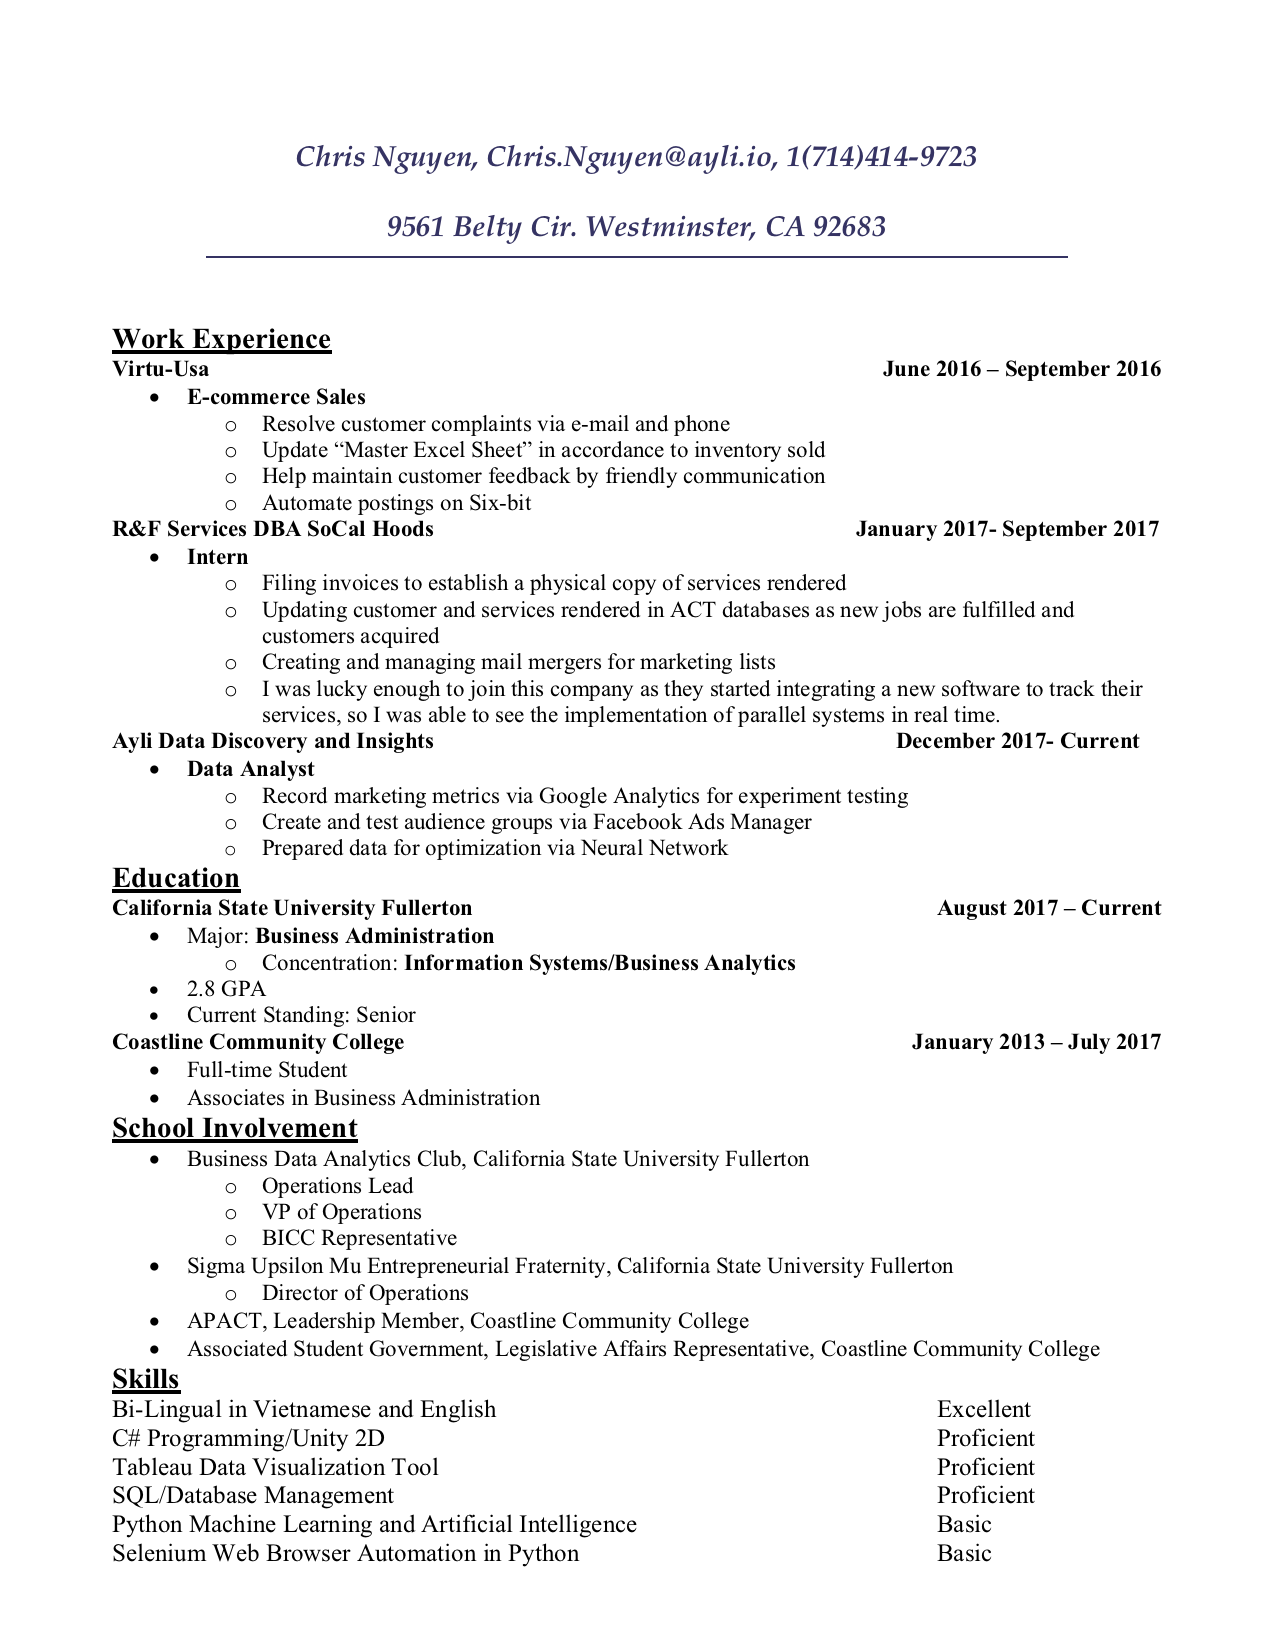 Chris Nguyen, Chris.Nguyen@ayli.io, 1(714)414-9723
9561 Belty Cir. Westminster, CA 92683
Work Experience
Virtu-Usa June 2016 – September 2016
• E-commerce Sales
o Resolve customer complaints via e-mail and phone
o Update “Master Excel Sheet” in accordance to inventory sold
o Help maintain customer feedback by friendly communication
o Automate postings on Six-bit
R&F Services DBA SoCal Hoods January 2017- September 2017
• Intern
o Filing invoices to establish a physical copy of services rendered
o Updating customer and services rendered in ACT databases as new jobs are fulfilled and
customers acquired
o Creating and managing mail mergers for marketing lists
o I was lucky enough to join this company as they started integrating a new software to track their
services, so I was able to see the implementation of parallel systems in real time.
Ayli Data Discovery and Insights December 2017- Current
• Data Analyst
o Record marketing metrics via Google Analytics for experiment testing
o Create and test audience groups via Facebook Ads Manager
o Prepared data for optimization via Neural Network
Education
California State University Fullerton August 2017 – Current
• Major: Business Administration
o Concentration: Information Systems/Business Analytics
• 2.8 GPA
• Current Standing: Senior
Coastline Community College January 2013 – July 2017
• Full-time Student
• Associates in Business Administration
School Involvement
• Business Data Analytics Club, California State University Fullerton
o Operations Lead
o VP of Operations
o BICC Representative
• Sigma Upsilon Mu Entrepreneurial Fraternity, California State University Fullerton
o Director of Operations
• APACT, Leadership Member, Coastline Community College
• Associated Student Government, Legislative Affairs Representative, Coastline Community College
Skills
Bi-Lingual in Vietnamese and English Excellent
C# Programming/Unity 2D Proficient
Tableau Data Visualization Tool Proficient
SQL/Database Management Proficient
Python Machine Learning and Artificial Intelligence Basic
Selenium Web Browser Automation in Python Basic